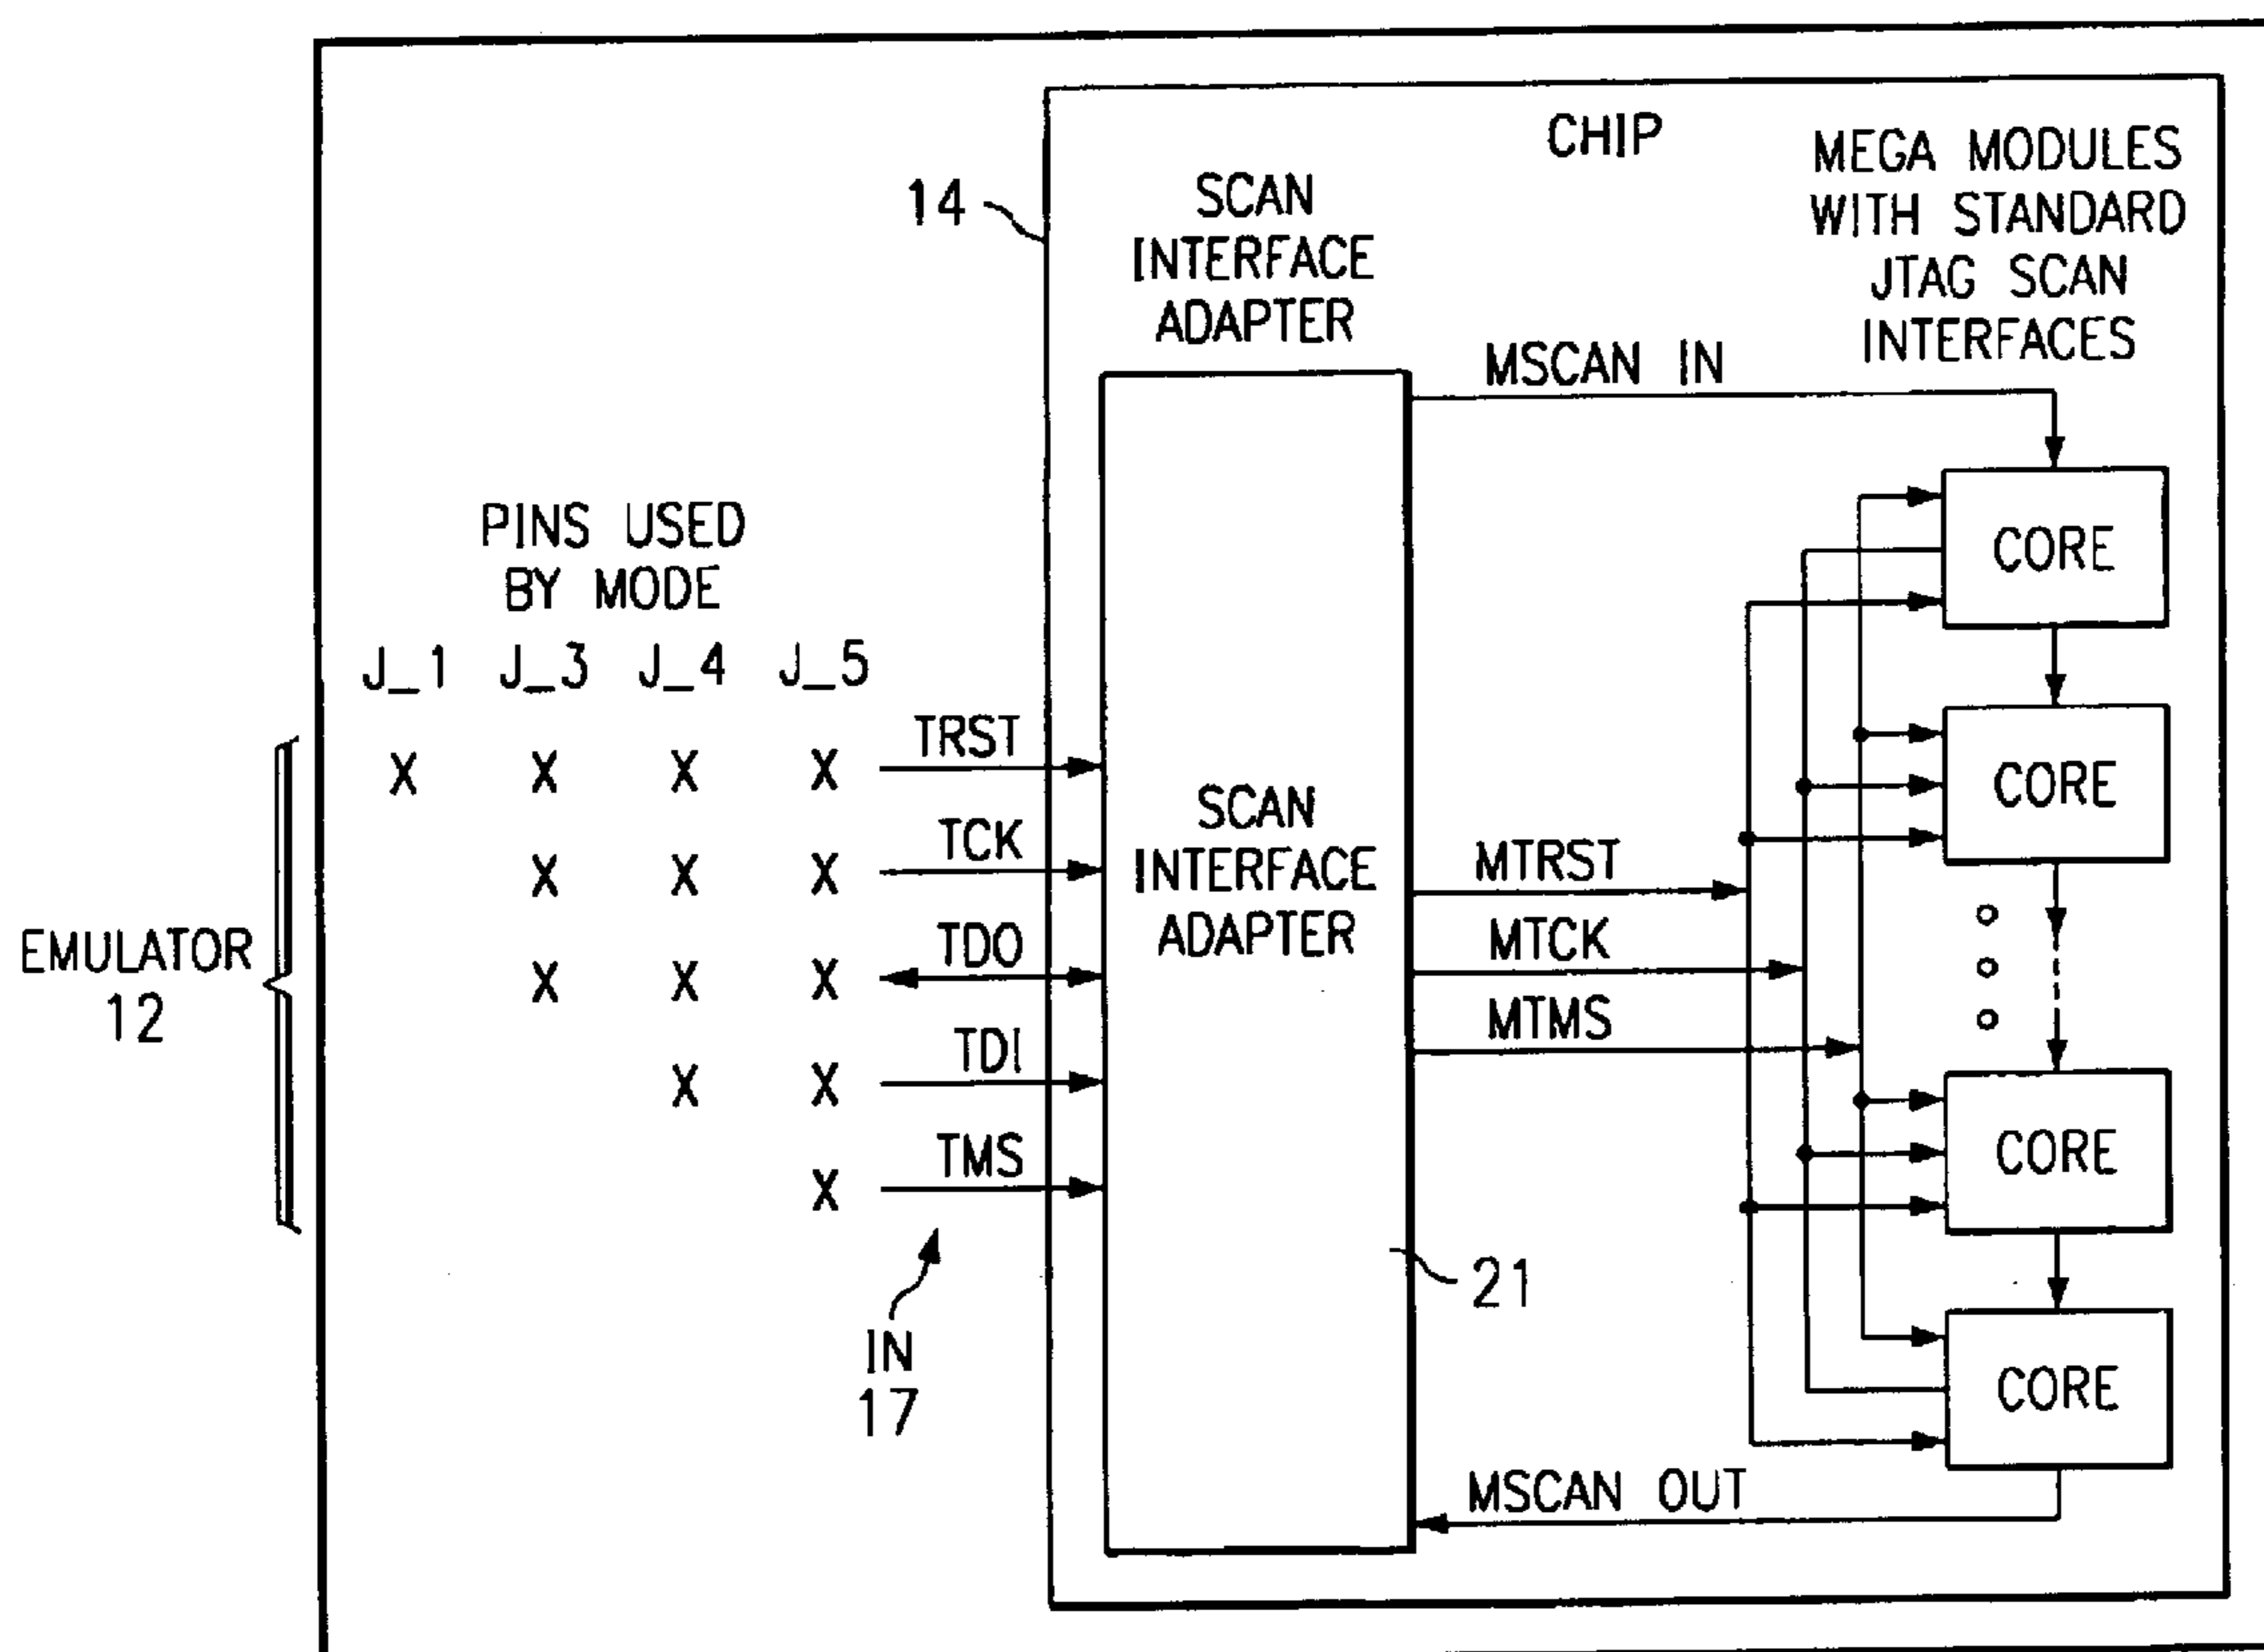 CHIP
MEGA MODULES
WITH STANDARD
JTAG SCAN
INTERFACES
14
SCAN
INTERFACE
ADAPTER
MSCAN IN
PINS USED
BY MODE
J_1 J_3 J_4 J_5
X X X X TRST
X X X TCK
X X X TDO
X X TDI
X TMS
EMULATOR
12
IN
17
SCAN
INTERFACE
ADAPTER
21
MTRST
MTCK
MTMS
CORE
CORE
CORE
CORE
MSCAN OUT